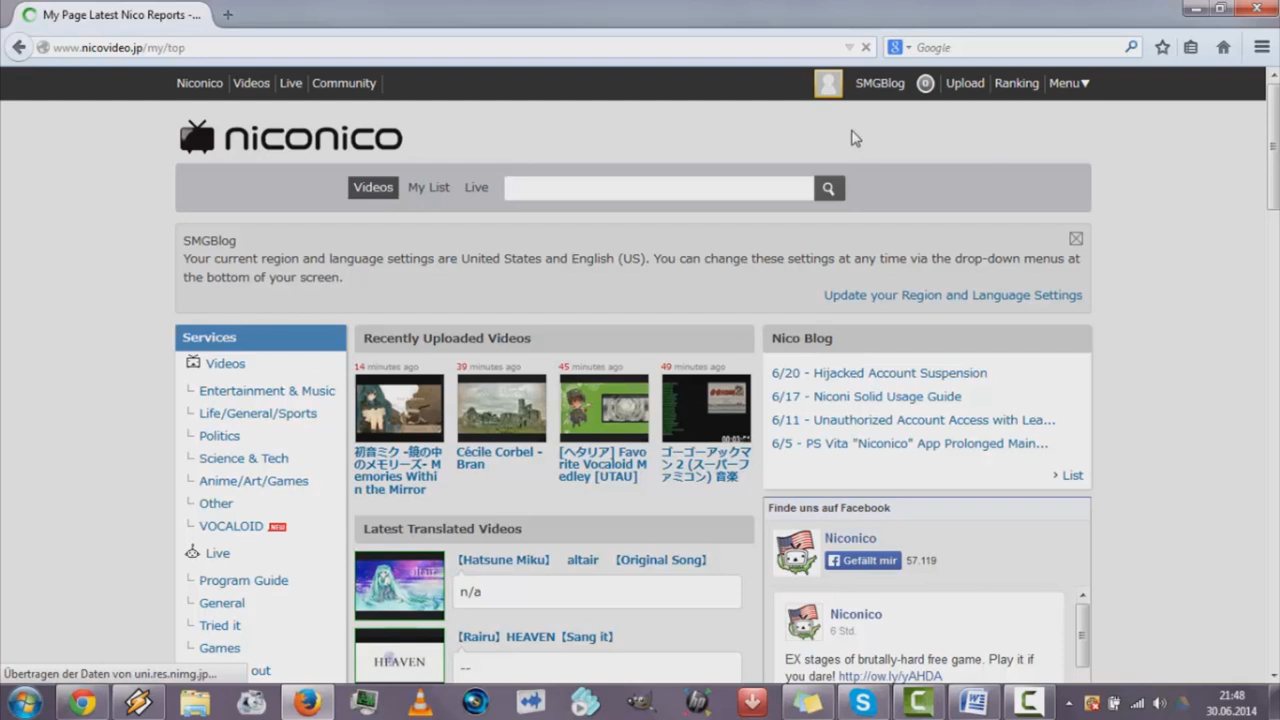 My Page Latest Nico Reports -...
www.nicovideo.jp/my/top
Google
Niconico
Videos
Live
Community
SMGBlog
0
Upload
Ranking
Menu▼
niconico
Videos
My List
Live
SMGBlog
Your current region and language settings are United States and English (US). You can change these settings at any time via the drop-down menus at
the bottom of your screen.
Update your Region and Language Settings
Services
Videos
Entertainment & Music
Life/General/Sports
Politics
Science & Tech
Anime/Art/Games
Other
VOCALOID NEW
Live
Program Guide
General
Tried it
Games
out
Recently Uploaded Videos
14 minutes ago
初音ミク -鏡の中
のメモリーズ- M
emories Withi
n the Mirror
39 minutes ago
Cécile Corbel -
Bran
45 minutes ago
[ヘタリア] Favo
rite Vocaloid M
edley [UTAU]
49 minutes ago
ゴーゴーアックマ
ン 2 (スーパーフ
ァミコン) 音楽
Latest Translated Videos
【Hatsune Miku】 altair 【Original Song】
n/a
HEAVEN
【Rairu】HEAVEN【Sang it】
--
Nico Blog
6/20 - Hijacked Account Suspension
6/17 - Niconi Solid Usage Guide
6/11 - Unauthorized Account Access with Lea...
6/5 - PS Vita "Niconico" App Prolonged Main...
› List
Finde uns auf Facebook
Niconico
Gefällt mir 57.119
Niconico
6 Std.
EX stages of brutally-hard free game. Play it if
you dare! http://ow.ly/yAHDA
Übertragen der Daten von uni.res.nimg.jp...
21:48
30.06.2014